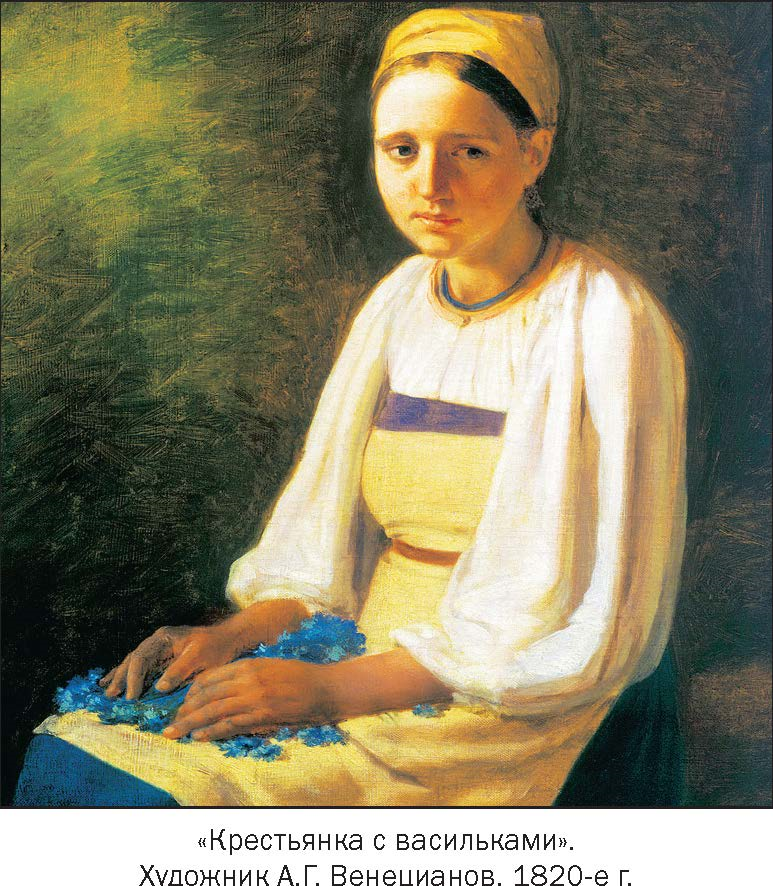 «Крестьянка с васильками».
Художник А.Г. Венецианов. 1820-е г.